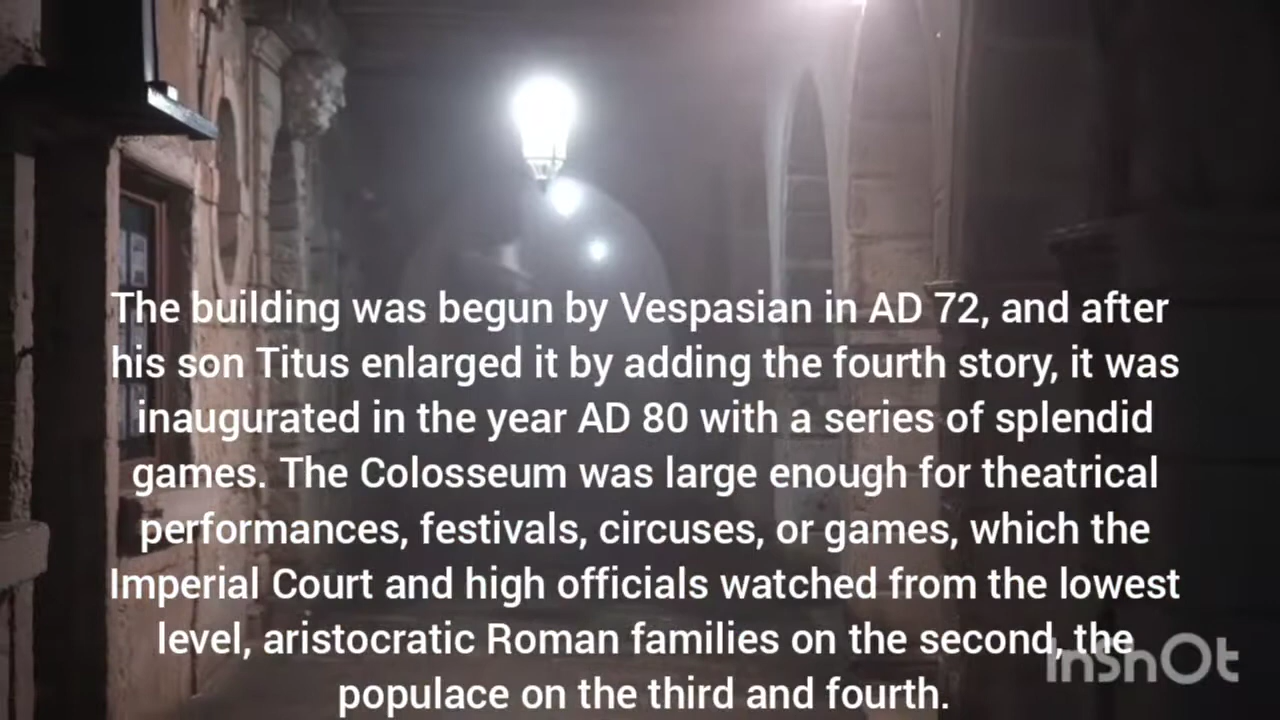 The building was begun by Vespasian in AD 72, and after
his son Titus enlarged it by adding the fourth story, it was
inaugurated in the year AD 80 with a series of splendid
games. The Colosseum was large enough for theatrical
performances, festivals, circuses, or games, which the
Imperial Court and high officials watched from the lowest
level, aristocratic Roman families on the second, the
populace on the third and fourth.
InShOt